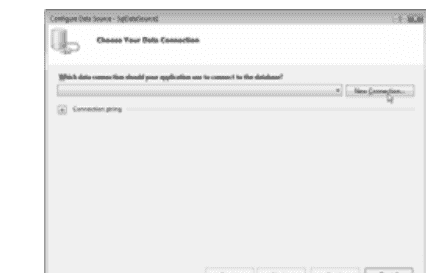 Configure Data Source - SqlDataSource1
Choose Your Data Connection
Which data connection should your application use to connect to the database?
New Connection...
Connection string